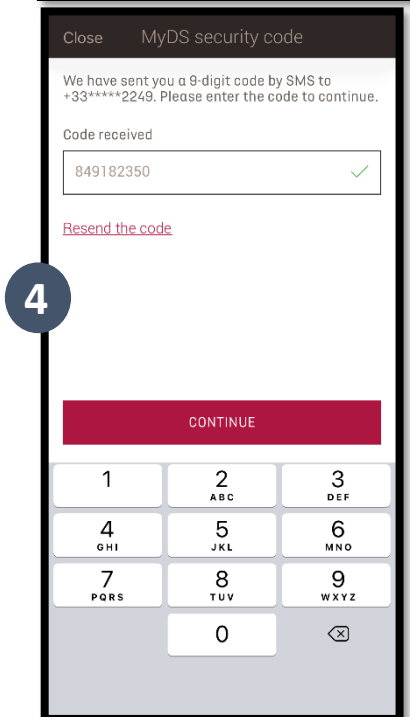 Close MyDS security code
We have sent you a 9-digit code by SMS to
+33*****2249. Please enter the code to continue.
Code received
849182350
Resend the code
4
CONTINUE
1 2 3
ABC DEF
4 5 6
GHI JKL MNO
7 8 9
PQRS TUV WXYZ
0